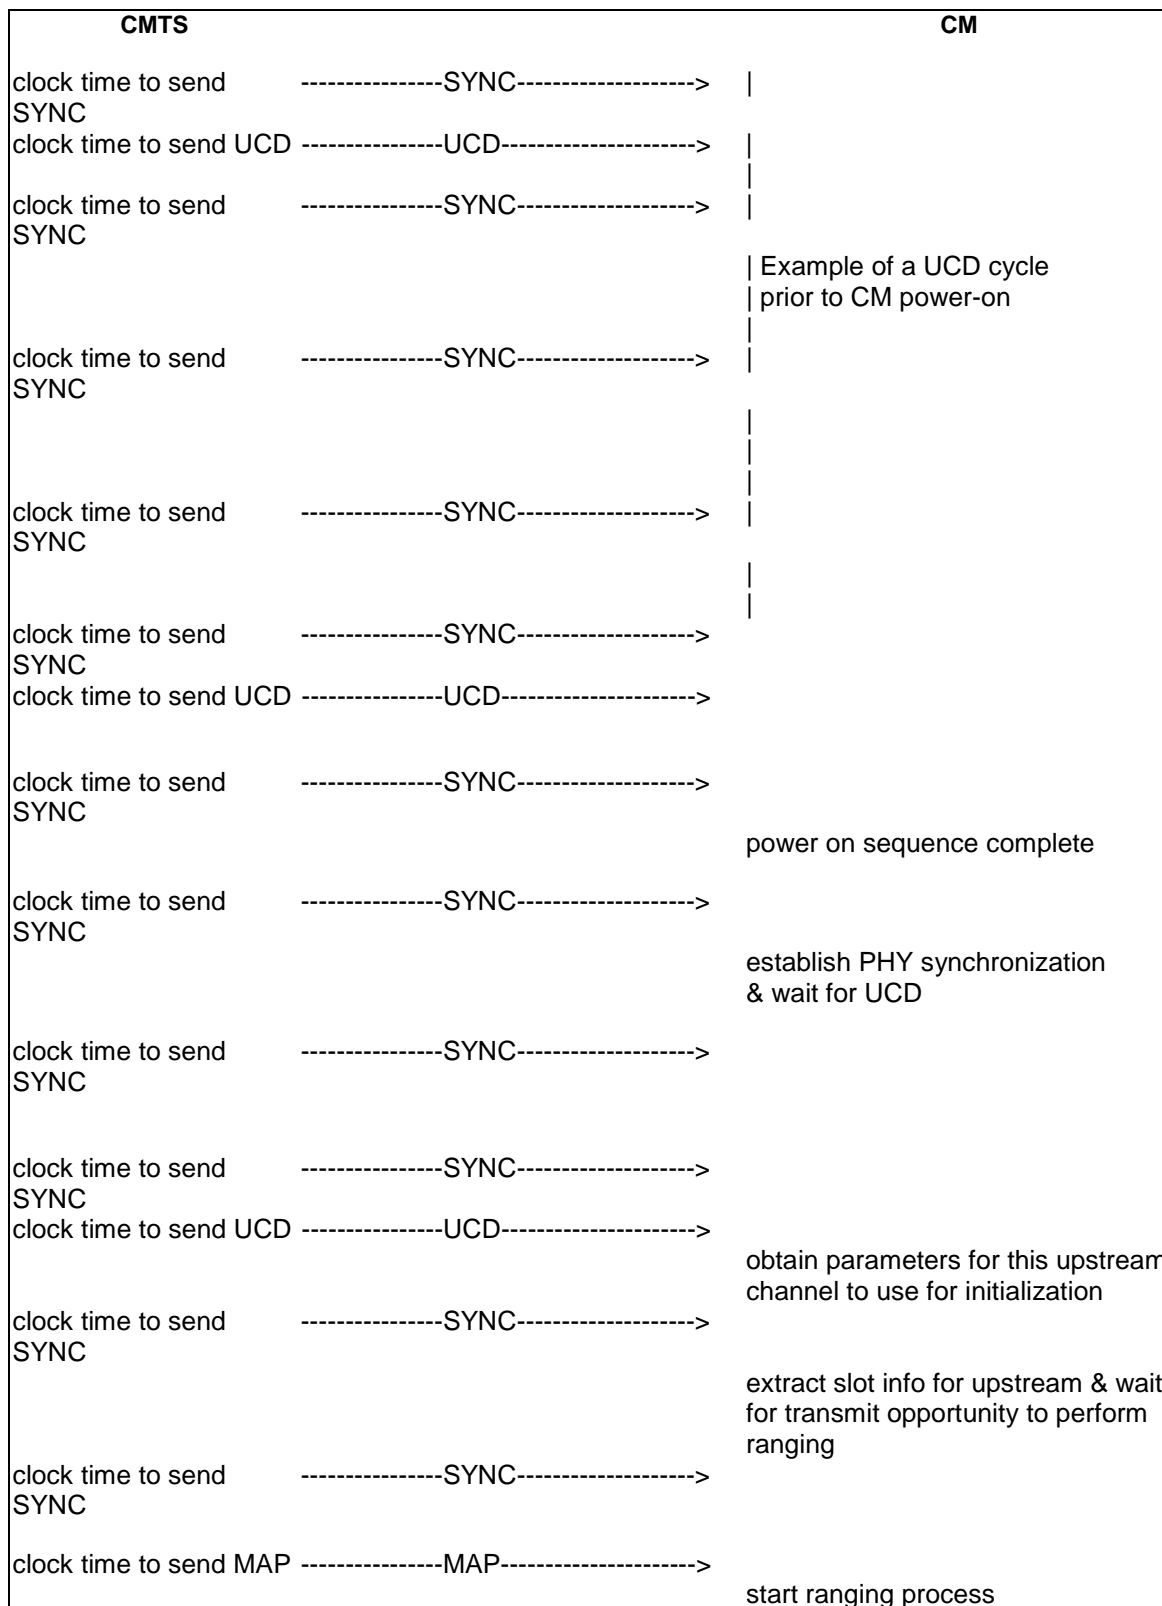 CMTS CM
clock time to send ----------------SYNC--------------------> |
SYNC
clock time to send UCD ----------------UCD----------------------> |
|
clock time to send ----------------SYNC--------------------> |
SYNC
| Example of a UCD cycle
| prior to CM power-on
|
clock time to send ----------------SYNC--------------------> |
SYNC
|
|
|
clock time to send ----------------SYNC--------------------> |
SYNC
|
|
clock time to send ----------------SYNC-------------------->
SYNC
clock time to send UCD ----------------UCD---------------------->
clock time to send ----------------SYNC-------------------->
SYNC
power on sequence complete
clock time to send ----------------SYNC-------------------->
SYNC
establish PHY synchronization
& wait for UCD
clock time to send ----------------SYNC-------------------->
SYNC
clock time to send ----------------SYNC-------------------->
SYNC
clock time to send UCD ----------------UCD---------------------->
obtain parameters for this upstream
channel to use for initialization
clock time to send ----------------SYNC-------------------->
SYNC
extract slot info for upstream & wait
for transmit opportunity to perform
ranging
clock time to send ----------------SYNC-------------------->
SYNC
clock time to send MAP ----------------MAP---------------------->
start ranging process